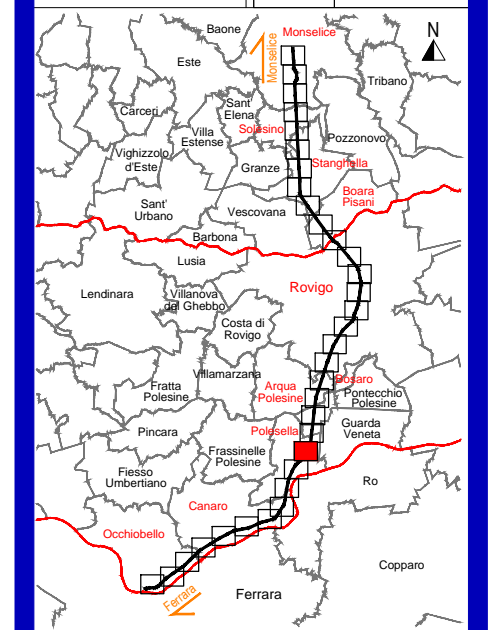 Baone
Monselice
N
Monselice
Este
Tribano
Carceri
Sant'
Elena
Solesino
Villa
Estense
Pozzonovo
Vighizzolo
d'Este
Granze
Stanghella
Sant'
Urbano
Vescovana
Boara
Pisani
Barbona
Lusia
Rovigo
Lendinara
Villanova
del Ghebbo
Costa di
Rovigo
Villamarzana
Fratta
Polesine
Arqua
Polesine
Bosaro
Pontecchio
Polesine
Pincara
Polesella
Guarda
Veneta
Frassinelle
Polesine
Fiesso
Umbertiano
Ro
Canaro
Occhiobello
Copparo
Ferrara
Ferrara